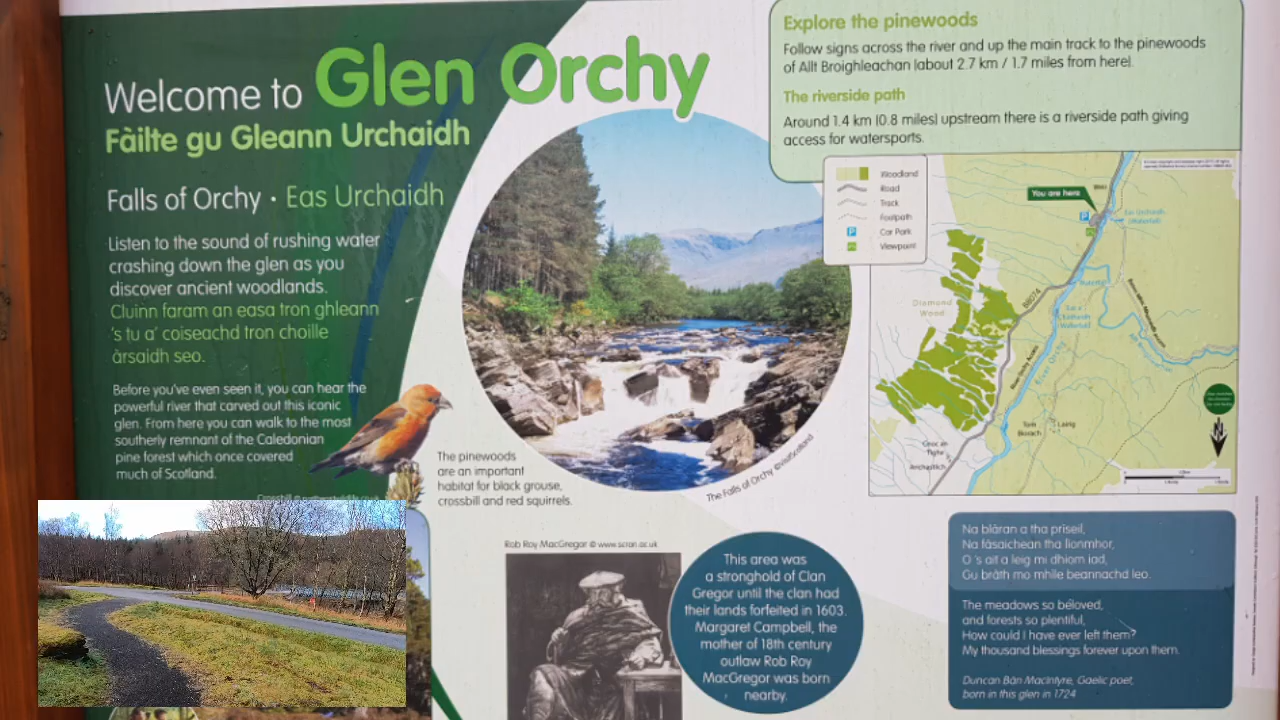 Welcome to Glen Orchy
Fàilte gu Gleann Urchaidh
Falls of Orchy · Eas Urchaidh
Listen to the sound of rushing water
crashing down the glen as you
discover ancient woodlands.
Cluinn faram an easa tron ghleann
's tu a' coiseachd tron choille
àrsaidh seo.
Before you've even seen it, you can hear the
powerful river that carved out this iconic
glen. From here you can walk to the most
southerly remnant of the Caledonian
pine forest which once covered
much of Scotland.
The pinewoods
are an important
habitat for black grouse,
crossbill and red squirrels.
The Falls of Orchy ©VisitScotland
Explore the pinewoods
Follow signs across the river and up the main track to the pinewoods
of Allt Broighleachan (about 2.7 km / 1.7 miles from here).
The riverside path
Around 1.4 km (0.8 miles) upstream there is a riverside path giving
access for watersports.
Woodland
Road
Track
Footpath
Car Park
Viewpoint
You are here
Eas Urchaidh
(Waterfall)
Diamond
Wood
B8074
Waterfall
(Waterfall)
River Orchy
Tom
Laing
Rob Roy MacGregor © www.scran.ac.uk
This area was
a stronghold of Clan
Gregor until the clan had
their lands forfeited in 1603.
Margaret Campbell, the
mother of 18th century
outlaw Rob Roy
MacGregor was born
nearby.
Na blàran a tha prìseil,
Na fàsaichean tha lìonmhor,
O 's ait a leig mi dhiom iad,
Gu bràth mo mhìle beannachd leo.
The meadows so beloved,
and forests so plentiful,
How could I have ever left them?
My thousand blessings forever upon them.
Duncan Bàn MacIntyre, Gaelic poet,
born in this glen in 1724